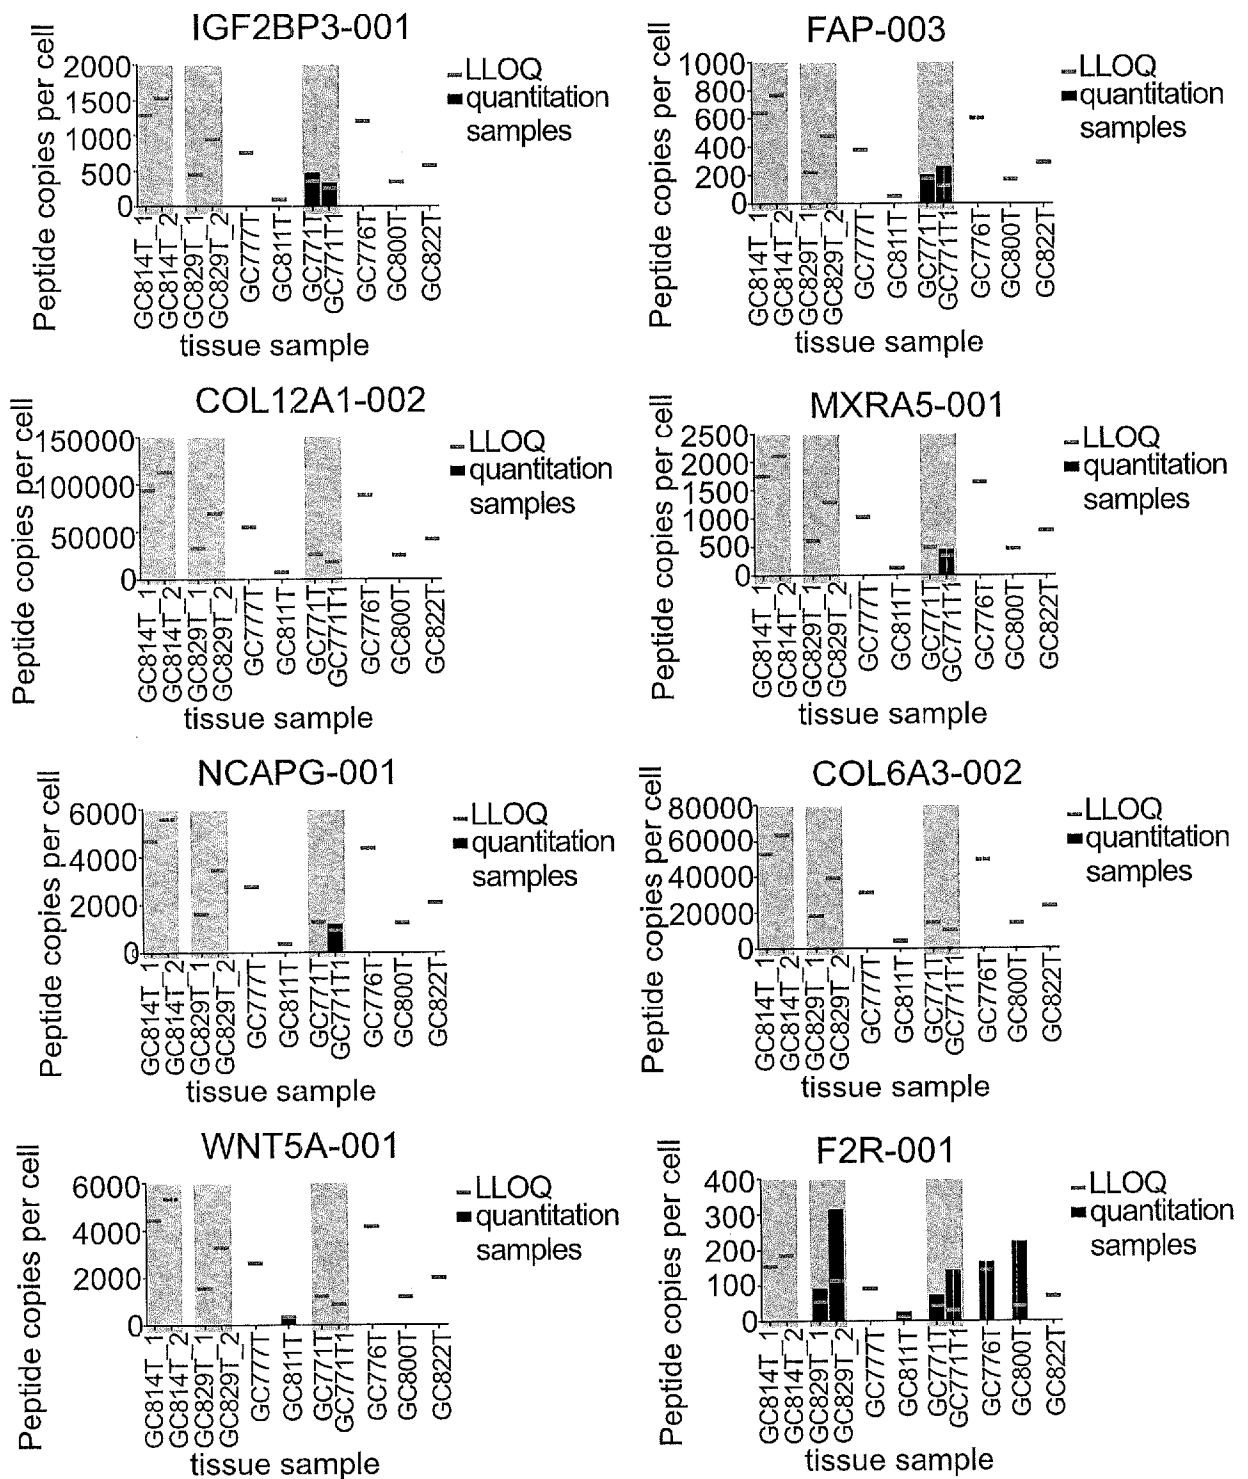 IGF2BP3-001
Peptide copies per cell
2000
1500
1000
500
0
GC814T_1
GC814T_2
GC829T_1
GC829T_2
GC777T
GC811T
GC771T
GC771T1
GC776T
GC800T
GC822T
tissue sample
LLOQ
quantitation
samples
FAP-003
Peptide copies per cell
1000
800
600
400
200
0
GC814T_1
GC814T_2
GC829T_1
GC829T_2
GC777T
GC811T
GC771T
GC771T1
GC776T
GC800T
GC822T
tissue sample
LLOQ
quantitation
samples
COL12A1-002
Peptide copies per cell
150000
100000
50000
0
GC814T_1
GC814T_2
GC829T_1
GC829T_2
GC777T
GC811T
GC771T
GC771T1
GC776T
GC800T
GC822T
tissue sample
LLOQ
quantitation
samples
MXRA5-001
Peptide copies per cell
2500
2000
1500
1000
500
0
GC814T_1
GC814T_2
GC829T_1
GC829T_2
GC777T
GC811T
GC771T
GC771T1
GC776T
GC800T
GC822T
tissue sample
LLOQ
quantitation
samples
NCAPG-001
Peptide copies per cell
6000
4000
2000
0
GC814T_1
GC814T_2
GC829T_1
GC829T_2
GC777T
GC811T
GC771T
GC771T1
GC776T
GC800T
GC822T
tissue sample
LLOQ
quantitation
samples
COL6A3-002
Peptide copies per cell
80000
60000
40000
20000
0
GC814T_1
GC814T_2
GC829T_1
GC829T_2
GC777T
GC811T
GC771T
GC771T1
GC776T
GC800T
GC822T
tissue sample
LLOQ
quantitation
samples
WNT5A-001
Peptide copies per cell
6000
4000
2000
0
GC814T_1
GC814T_2
GC829T_1
GC829T_2
GC777T
GC811T
GC771T
GC771T1
GC776T
GC800T
GC822T
tissue sample
LLOQ
quantitation
samples
F2R-001
Peptide copies per cell
400
300
200
100
0
GC814T_1
GC814T_2
GC829T_1
GC829T_2
GC777T
GC811T
GC771T
GC771T1
GC776T
GC800T
GC822T
tissue sample
LLOQ
quantitation
samples